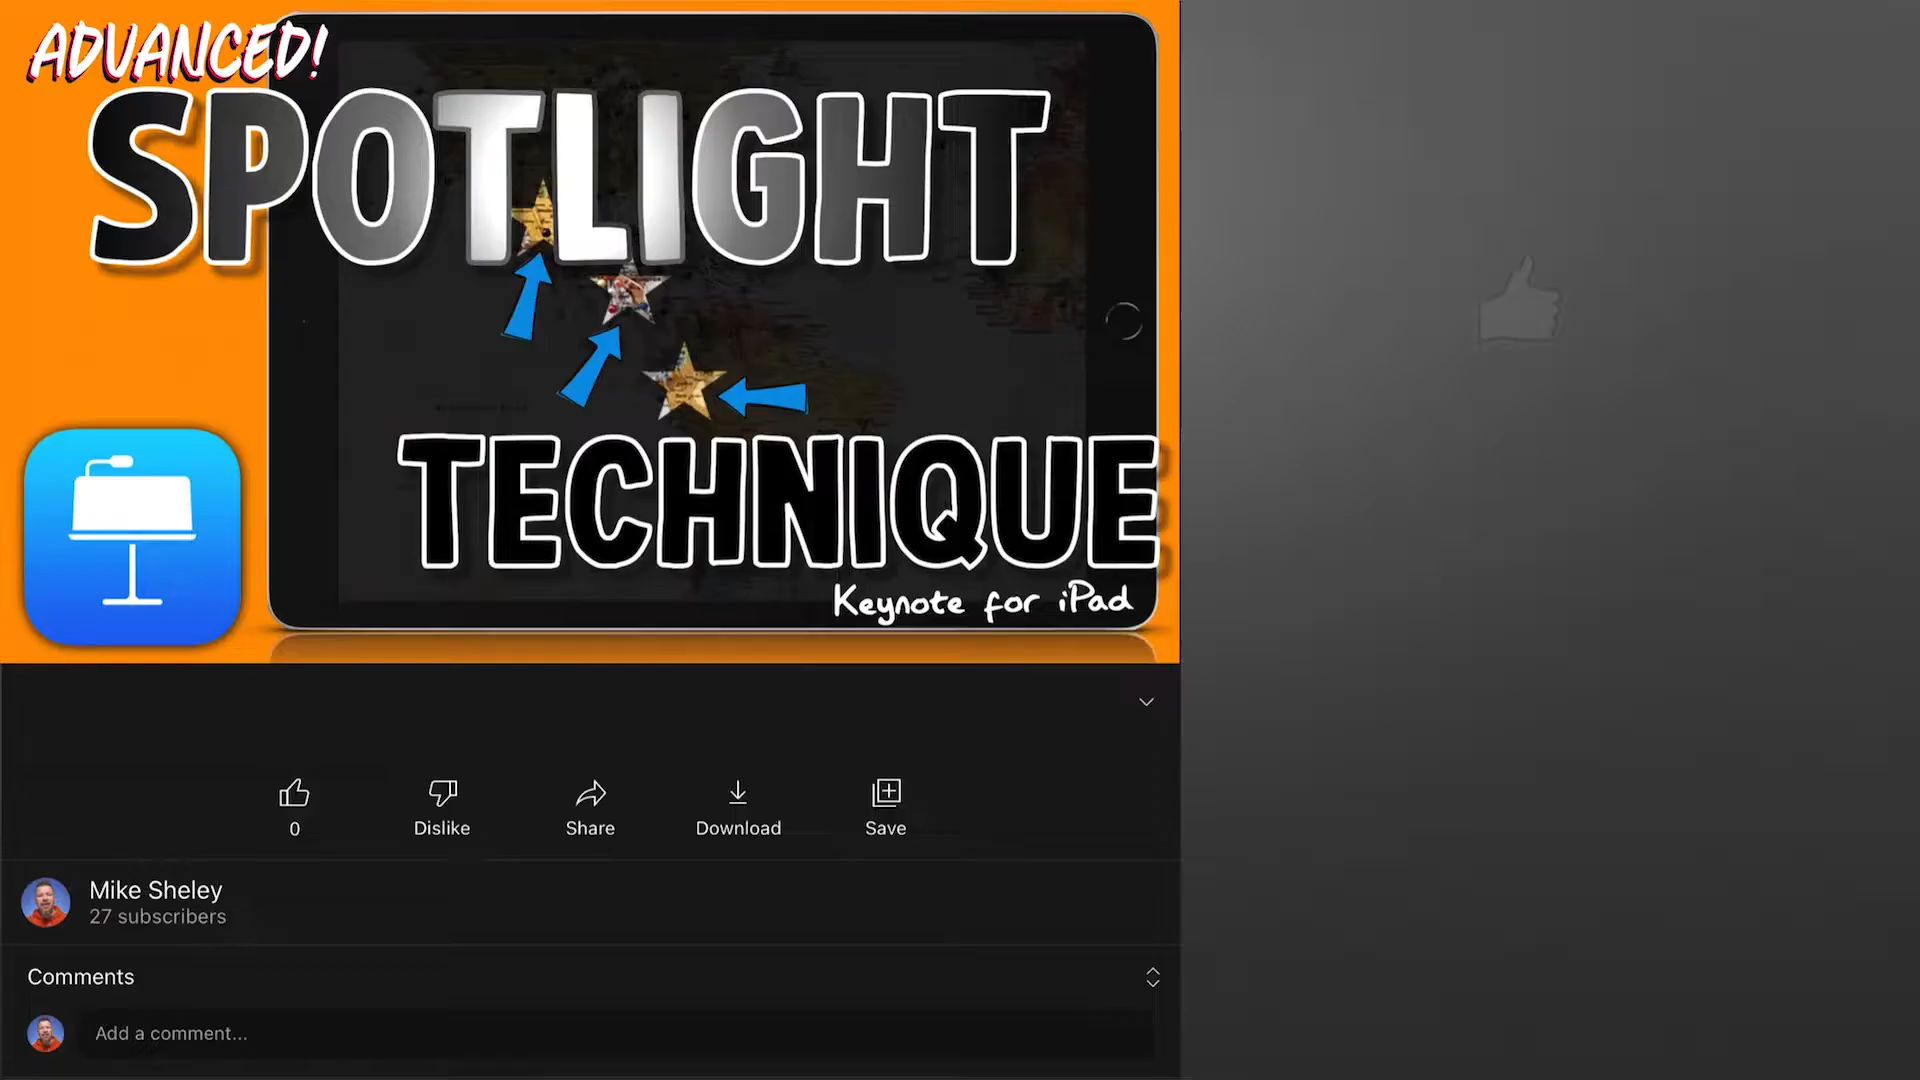 ADVANCED!
SPOTLIGHT
TECHNIQUE
Keynote for iPad
0
Dislike
Share
Download
Save
Mike Sheley
27 subscribers
Comments
Add a comment...